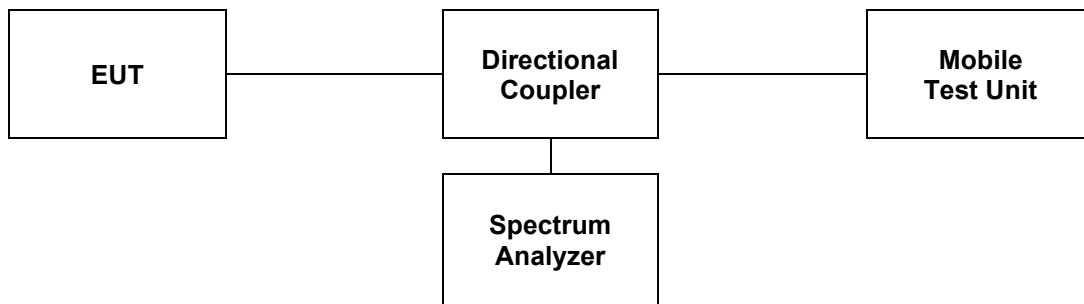 EUT
Directional
Coupler
Mobile
Test Unit
Spectrum
Analyzer